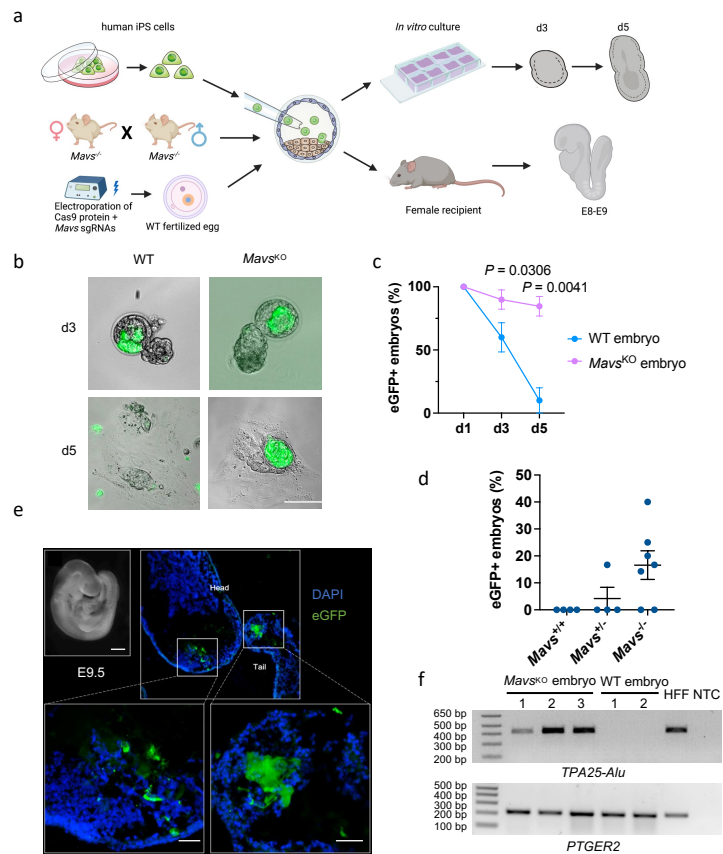 a
human iPS cells
In vitro culture
d3
d5
Mavs-/-
X
Mavs-/-
Electroporation of
Cas9 protein +
Mavs sgRNAs
WT fertilized egg
Female recipient
E8-E9
b
WT
MavsKO
d3
d5
c
P = 0.0306
P = 0.0041
eGFP+ embryos (%)
100
50
0
d1
d3
d5
WT embryo
MavsKO embryo
d
eGFP+ embryos (%)
50
40
30
20
10
0
Mavs+/+
Mavs+/-
Mavs-/-
e
E9.5
Head
Tail
DAPI
eGFP
f
MavsKO embryo
WT embryo
HFF
NTC
1
2
3
1
2
650 bp
500 bp
400 bp
300 bp
200 bp
TPA25-Alu
500 bp
400 bp
300 bp
200 bp
100 bp
PTGER2